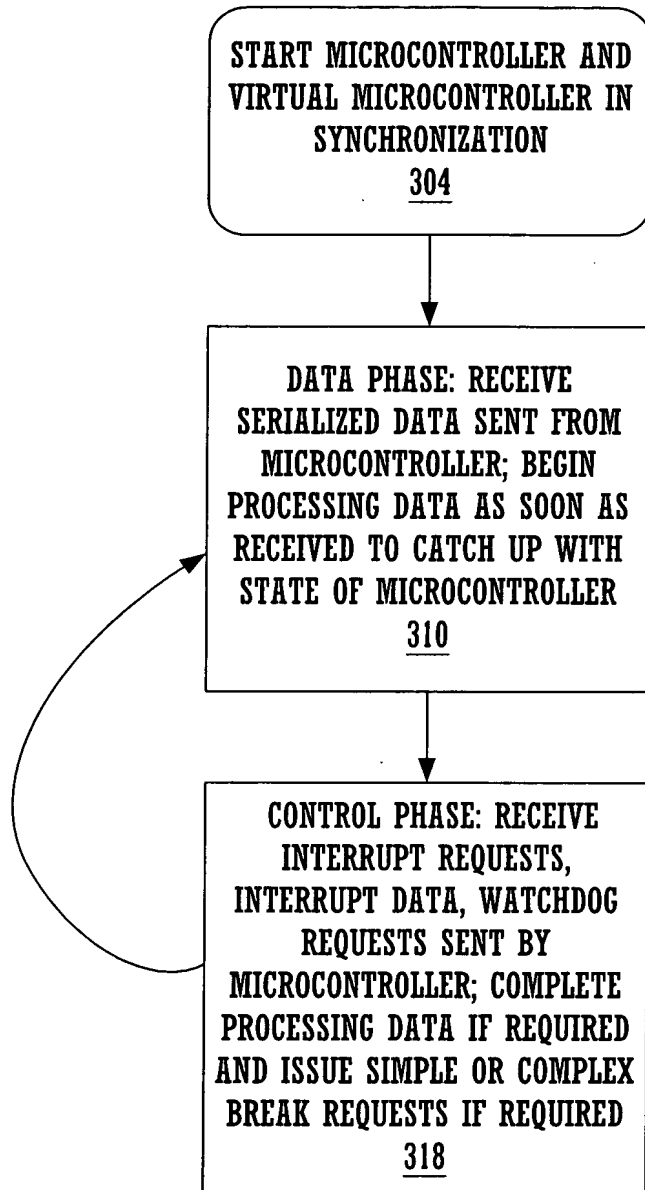 START MICROCONTROLLER AND
VIRTUAL MICROCONTROLLER IN
SYNCHRONIZATION
304
DATA PHASE: RECEIVE
SERIALIZED DATA SENT FROM
MICROCONTROLLER; BEGIN
PROCESSING DATA AS SOON AS
RECEIVED TO CATCH UP WITH
STATE OF MICROCONTROLLER
310
CONTROL PHASE: RECEIVE
INTERRUPT REQUESTS,
INTERRUPT DATA, WATCHDOG
REQUESTS SENT BY
MICROCONTROLLER; COMPLETE
PROCESSING DATA IF REQUIRED
AND ISSUE SIMPLE OR COMPLEX
BREAK REQUESTS IF REQUIRED
318